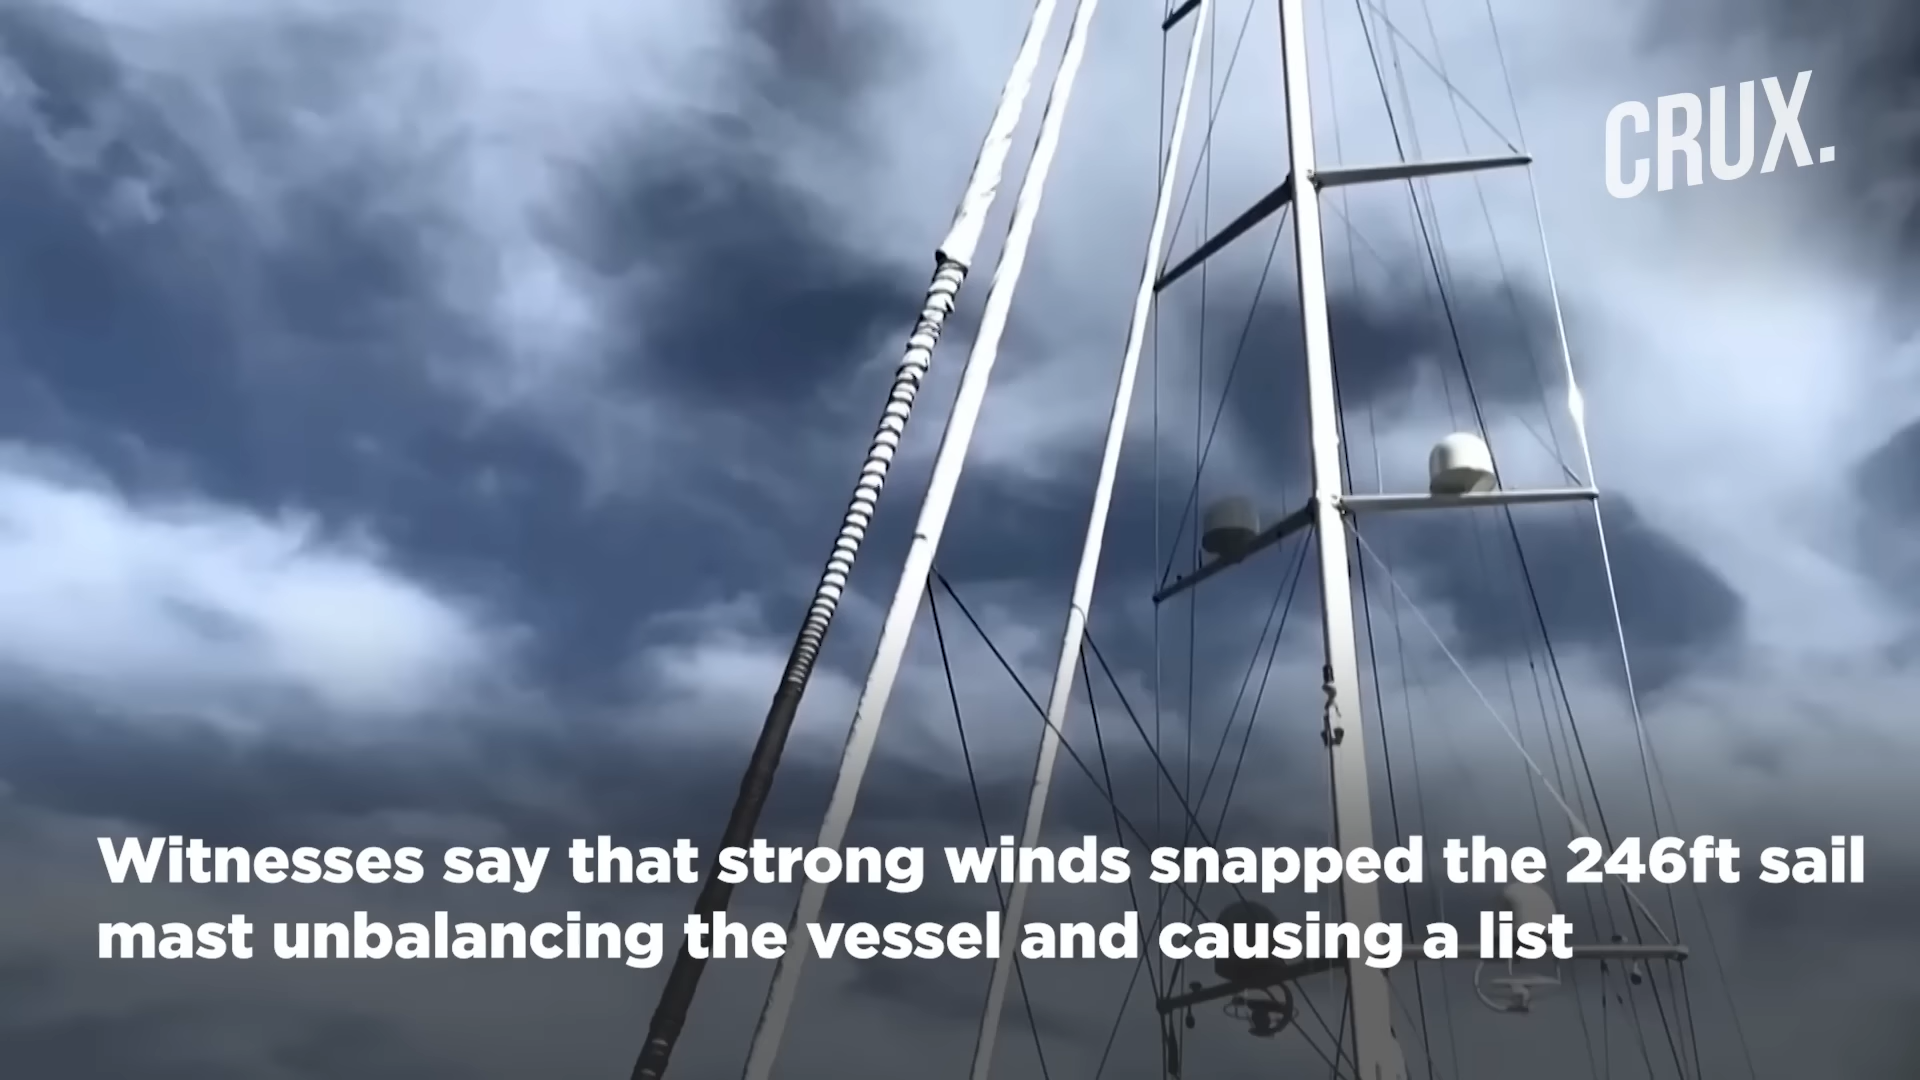 CRUX.
Witnesses say that strong winds snapped the 246ft sail
mast unbalancing the vessel and causing a list